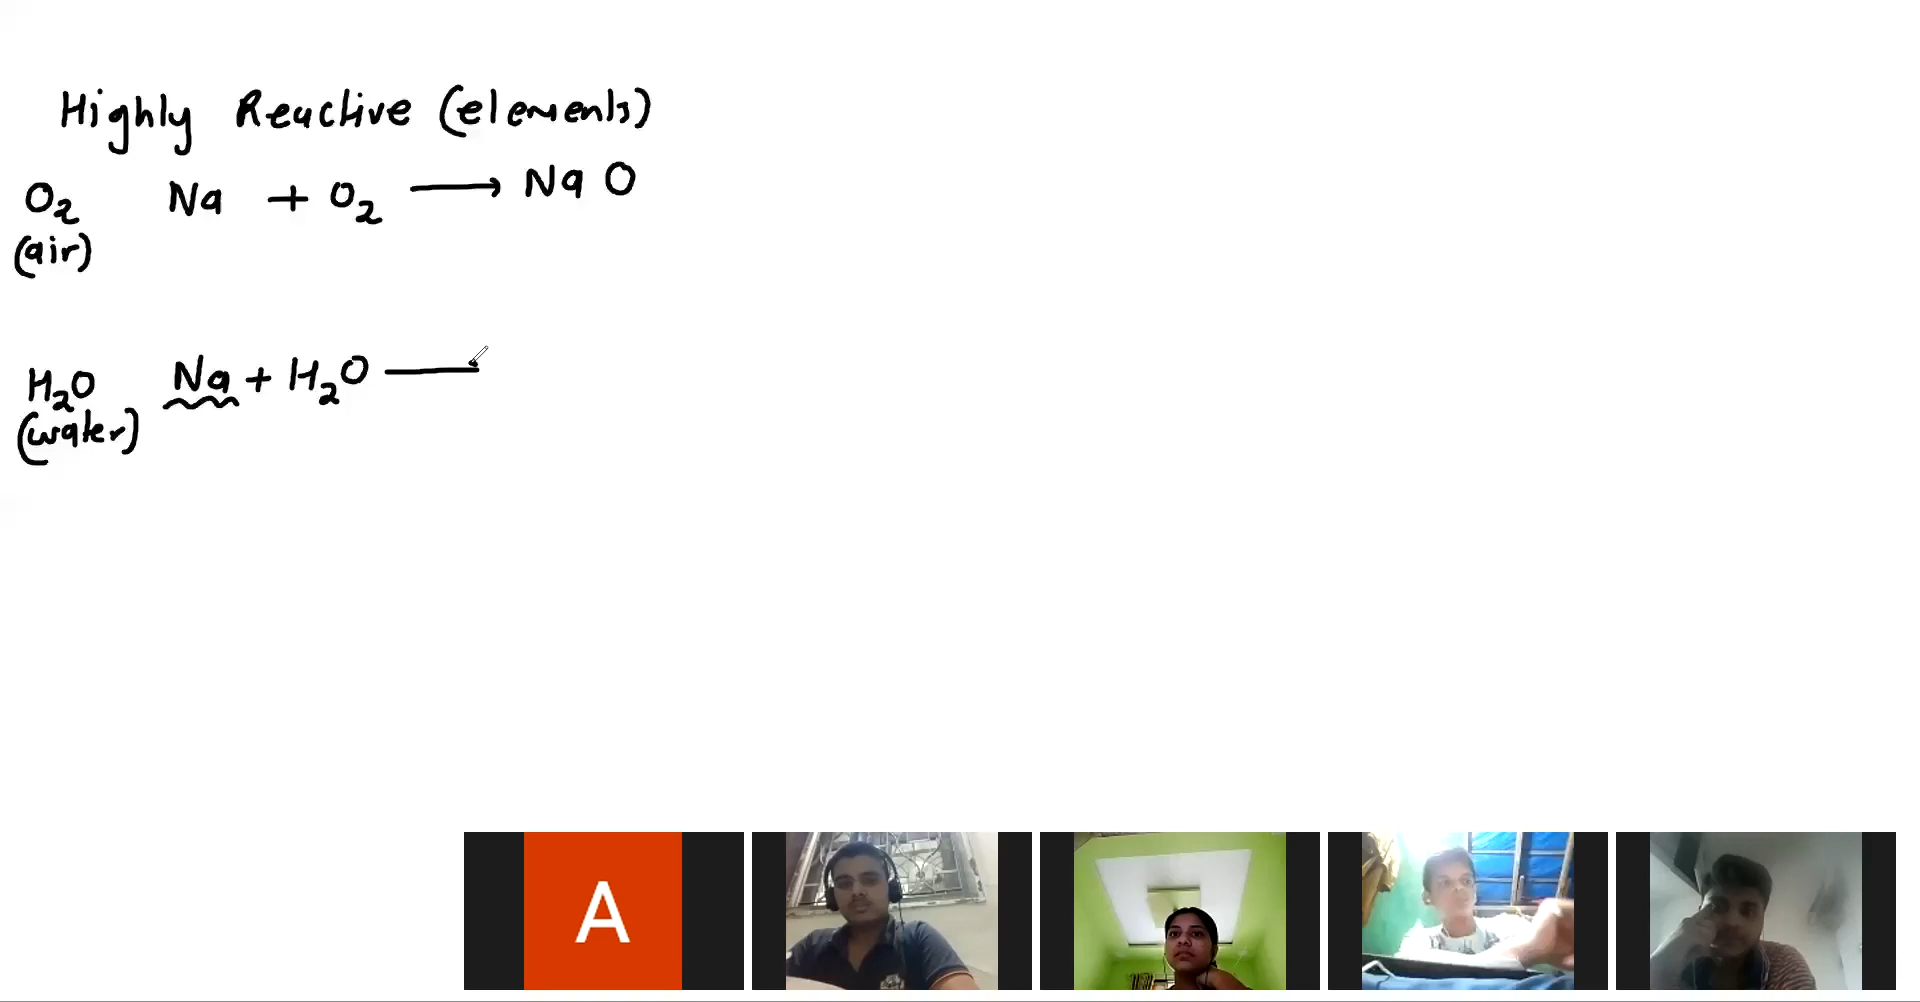 Highly Reactive (elements)
O₂ Na + O₂ → Na O
(air)
H₂O Na + H₂O —
(water)
A